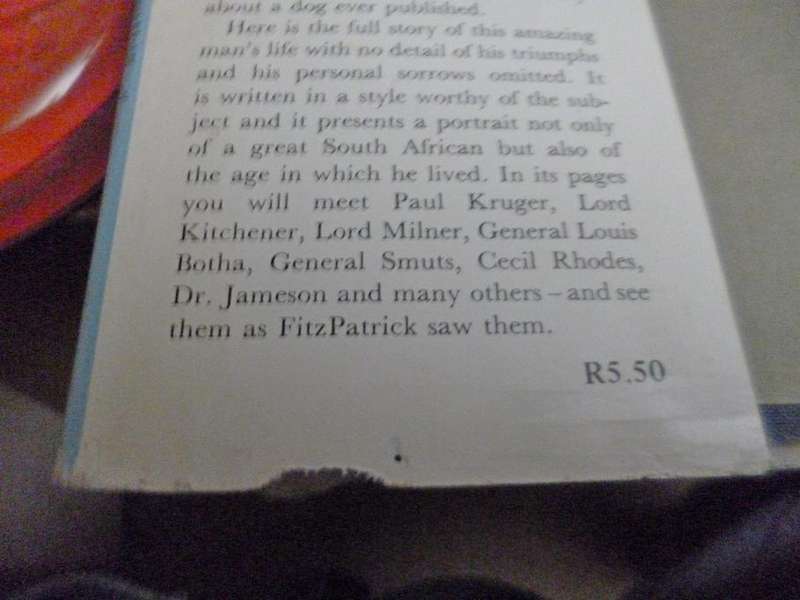 about a dog ever published.
Here is the full story of this amazing
man's life with no detail of his triumphs
and his personal sorrows omitted. It
is written in a style worthy of the sub-
ject and it presents a portrait not only
of a great South African but also of
the age in which he lived. In its pages
you will meet Paul Kruger, Lord
Kitchener, Lord Milner, General Louis
Botha, General Smuts, Cecil Rhodes,
Dr. Jameson and many others – and see
them as FitzPatrick saw them.
R5.50